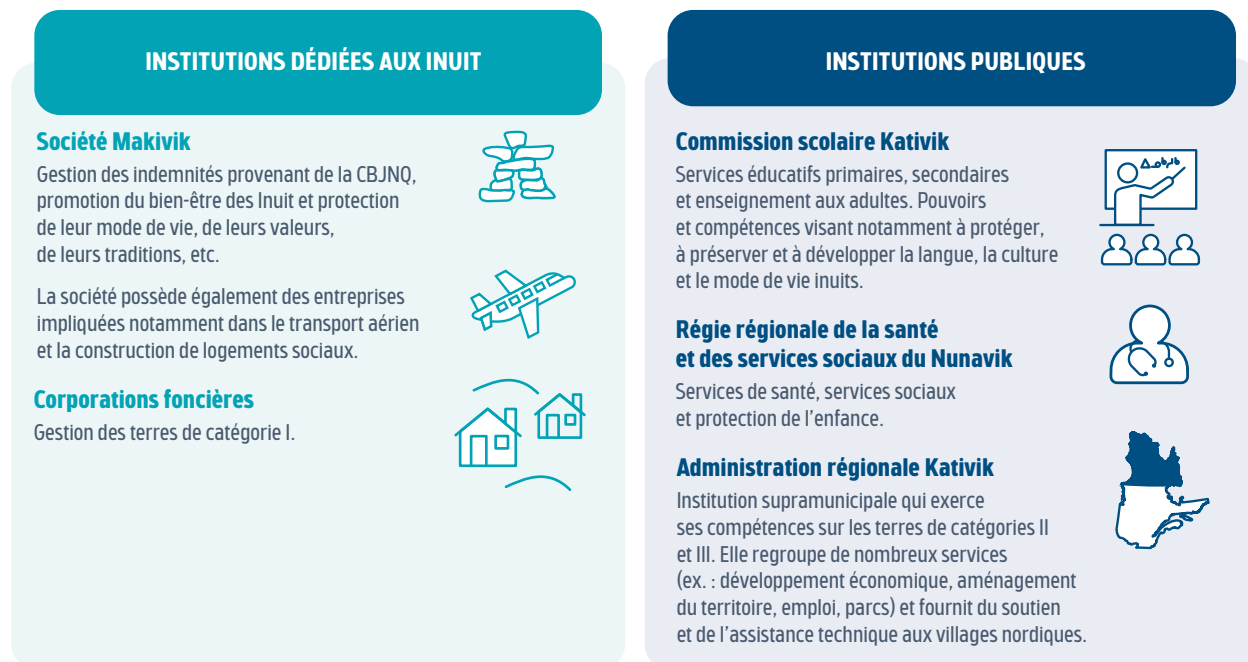 INSTITUTIONS DÉDIÉES AUX INUIT
Société Makivik
Gestion des indemnités provenant de la CBJNQ,
promotion du bien-être des Inuit et protection
de leur mode de vie, de leurs valeurs,
de leurs traditions, etc.
La société possède également des entreprises
impliquées notamment dans le transport aérien
et la construction de logements sociaux.
Corporations foncières
Gestion des terres de catégorie I.
INSTITUTIONS PUBLIQUES
Commission scolaire Kativik
Services éducatifs primaires, secondaires
et enseignement aux adultes. Pouvoirs
et compétences visant notamment à protéger,
à préserver et à développer la langue, la culture
et le mode de vie inuits.
Régie régionale de la santé
et des services sociaux du Nunavik
Services de santé, services sociaux
et protection de l'enfance.
Administration régionale Kativik
Institution supramunicipale qui exerce
ses compétences sur les terres de catégories II
et III. Elle regroupe de nombreux services
(ex. : développement économique, aménagement
du territoire, emploi, parcs) et fournit du soutien
et de l'assistance technique aux villages nordiques.